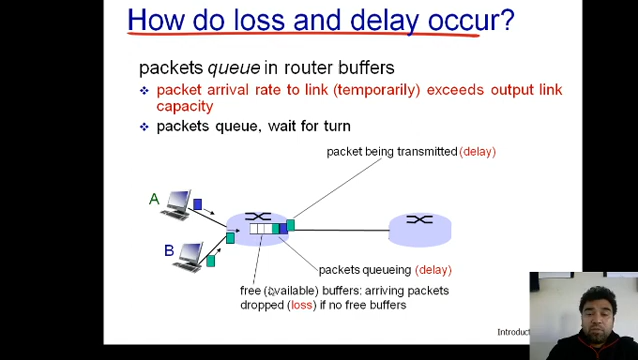 How do loss and delay occur?
packets queue in router buffers
packet arrival rate to link (temporarily) exceeds output link
capacity
packets queue, wait for turn
packet being transmitted (delay)
A
B
packets queueing (delay)
free (available) buffers: arriving packets
dropped (loss) if no free buffers